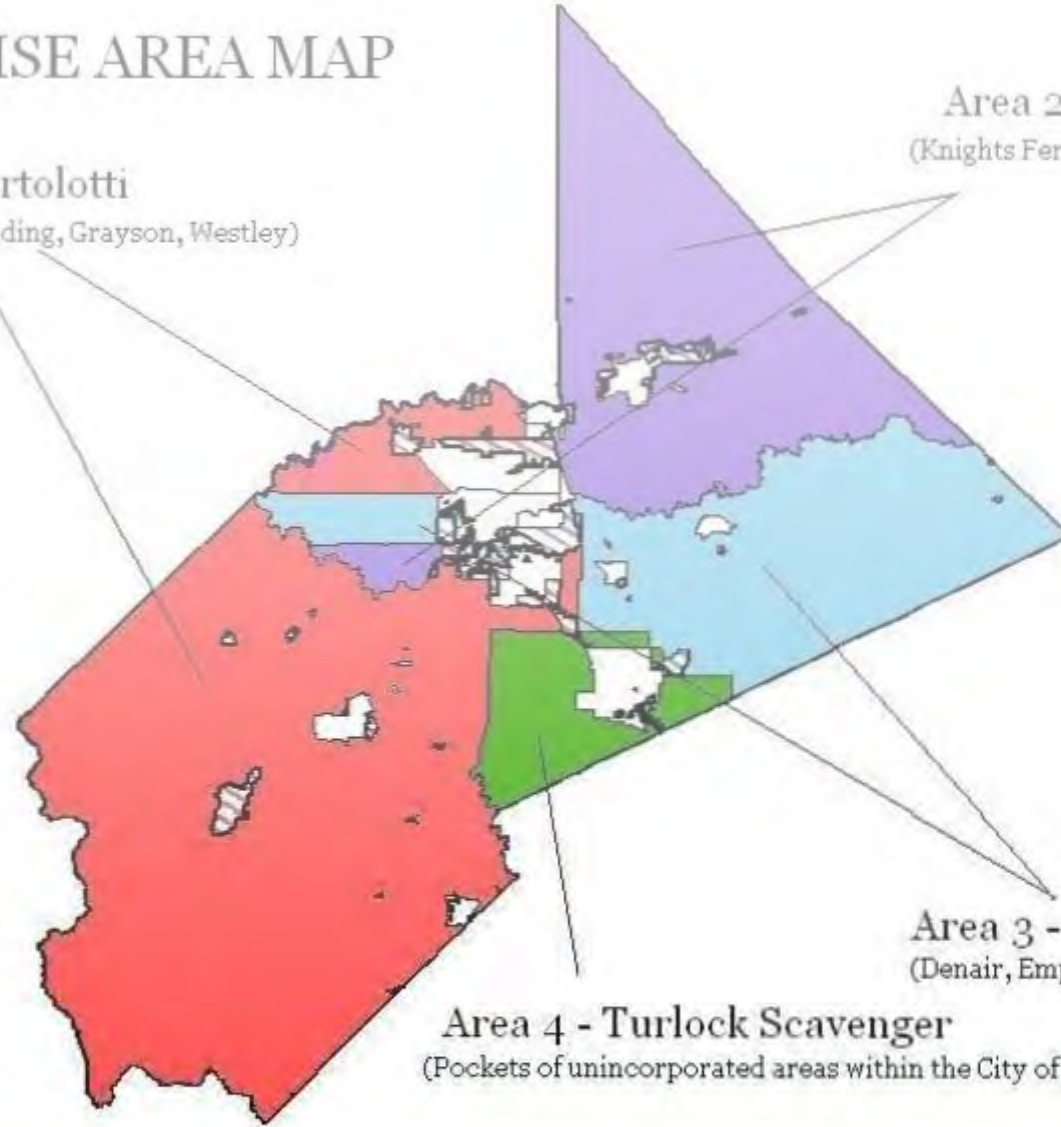 ISE AREA MAP
Area 2
(Knights Fer
rtolotti
ding, Grayson, Westley)
Area 3 -
(Denair, Emp
Area 4 - Turlock Scavenger
(Pockets of unincorporated areas within the City of